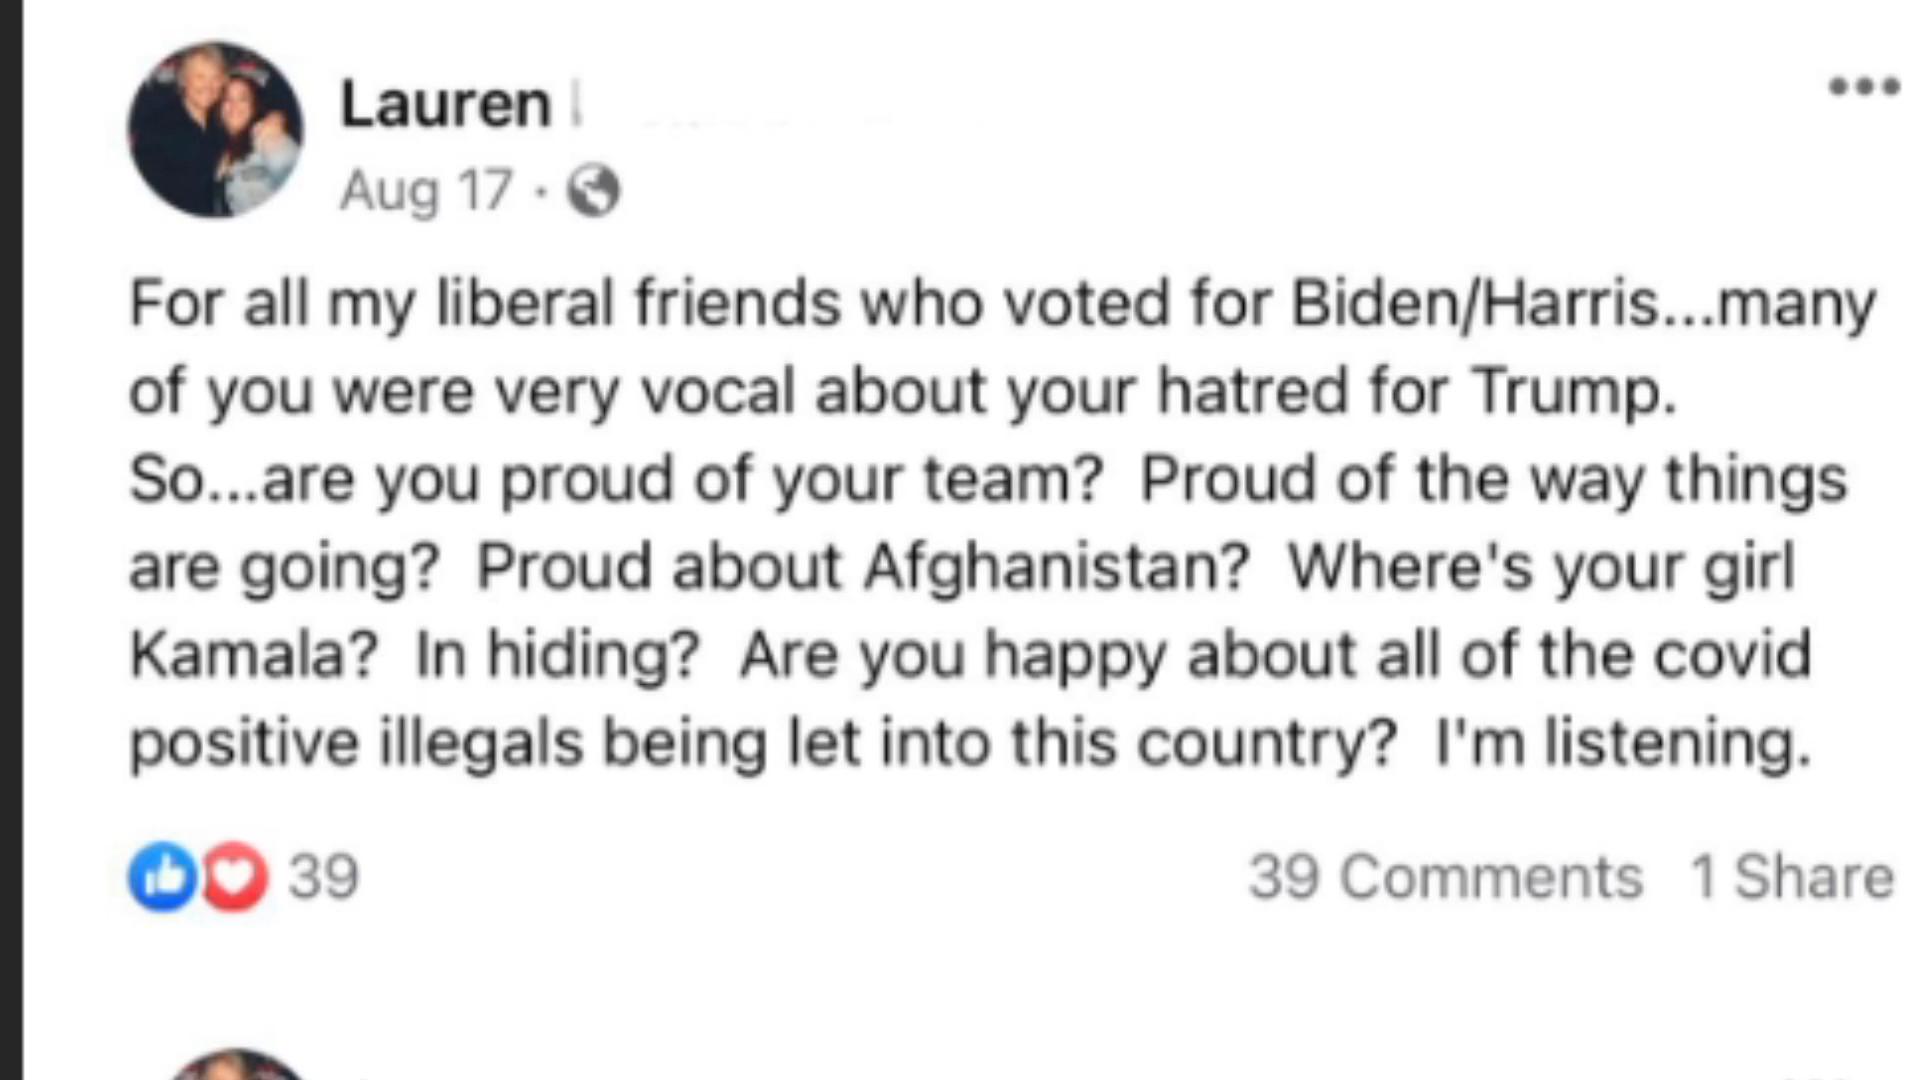 Lauren
Aug 17 ·
For all my liberal friends who voted for Biden/Harris...many
of you were very vocal about your hatred for Trump.
So...are you proud of your team?  Proud of the way things
are going?  Proud about Afghanistan?  Where's your girl
Kamala?  In hiding?  Are you happy about all of the covid
positive illegals being let into this country?  I'm listening.
39
39 Comments 1 Share